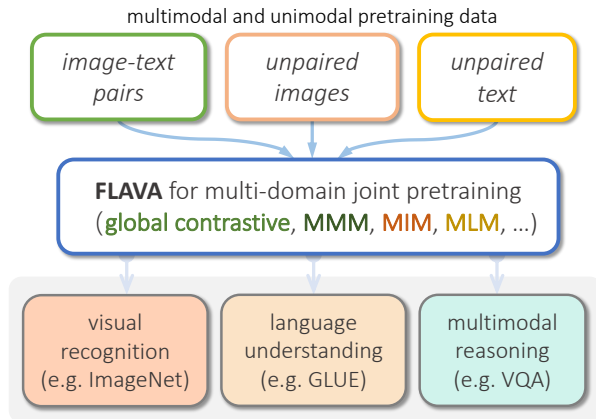 multimodal and unimodal pretraining data
image-text
pairs
unpaired
images
unpaired
text
FLAVA for multi-domain joint pretraining
(global contrastive, MMM, MIM, MLM, ...)
visual
recognition
(e.g. ImageNet)
language
understanding
(e.g. GLUE)
multimodal
reasoning
(e.g. VQA)